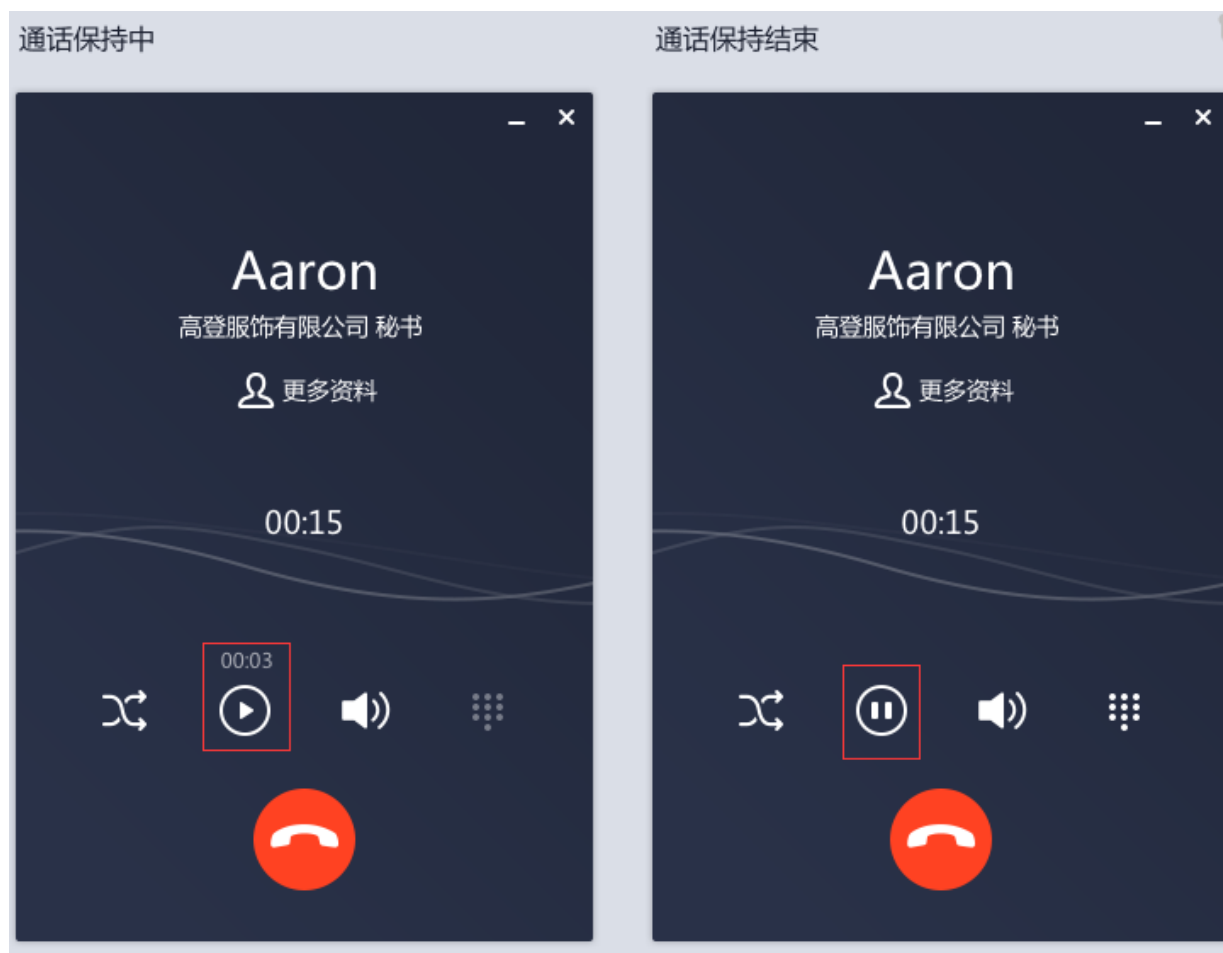 通话保持中
通话保持结束
Aaron
高登服饰有限公司 秘书
更多资料
00:15
00:03
Aaron
高登服饰有限公司 秘书
更多资料
00:15